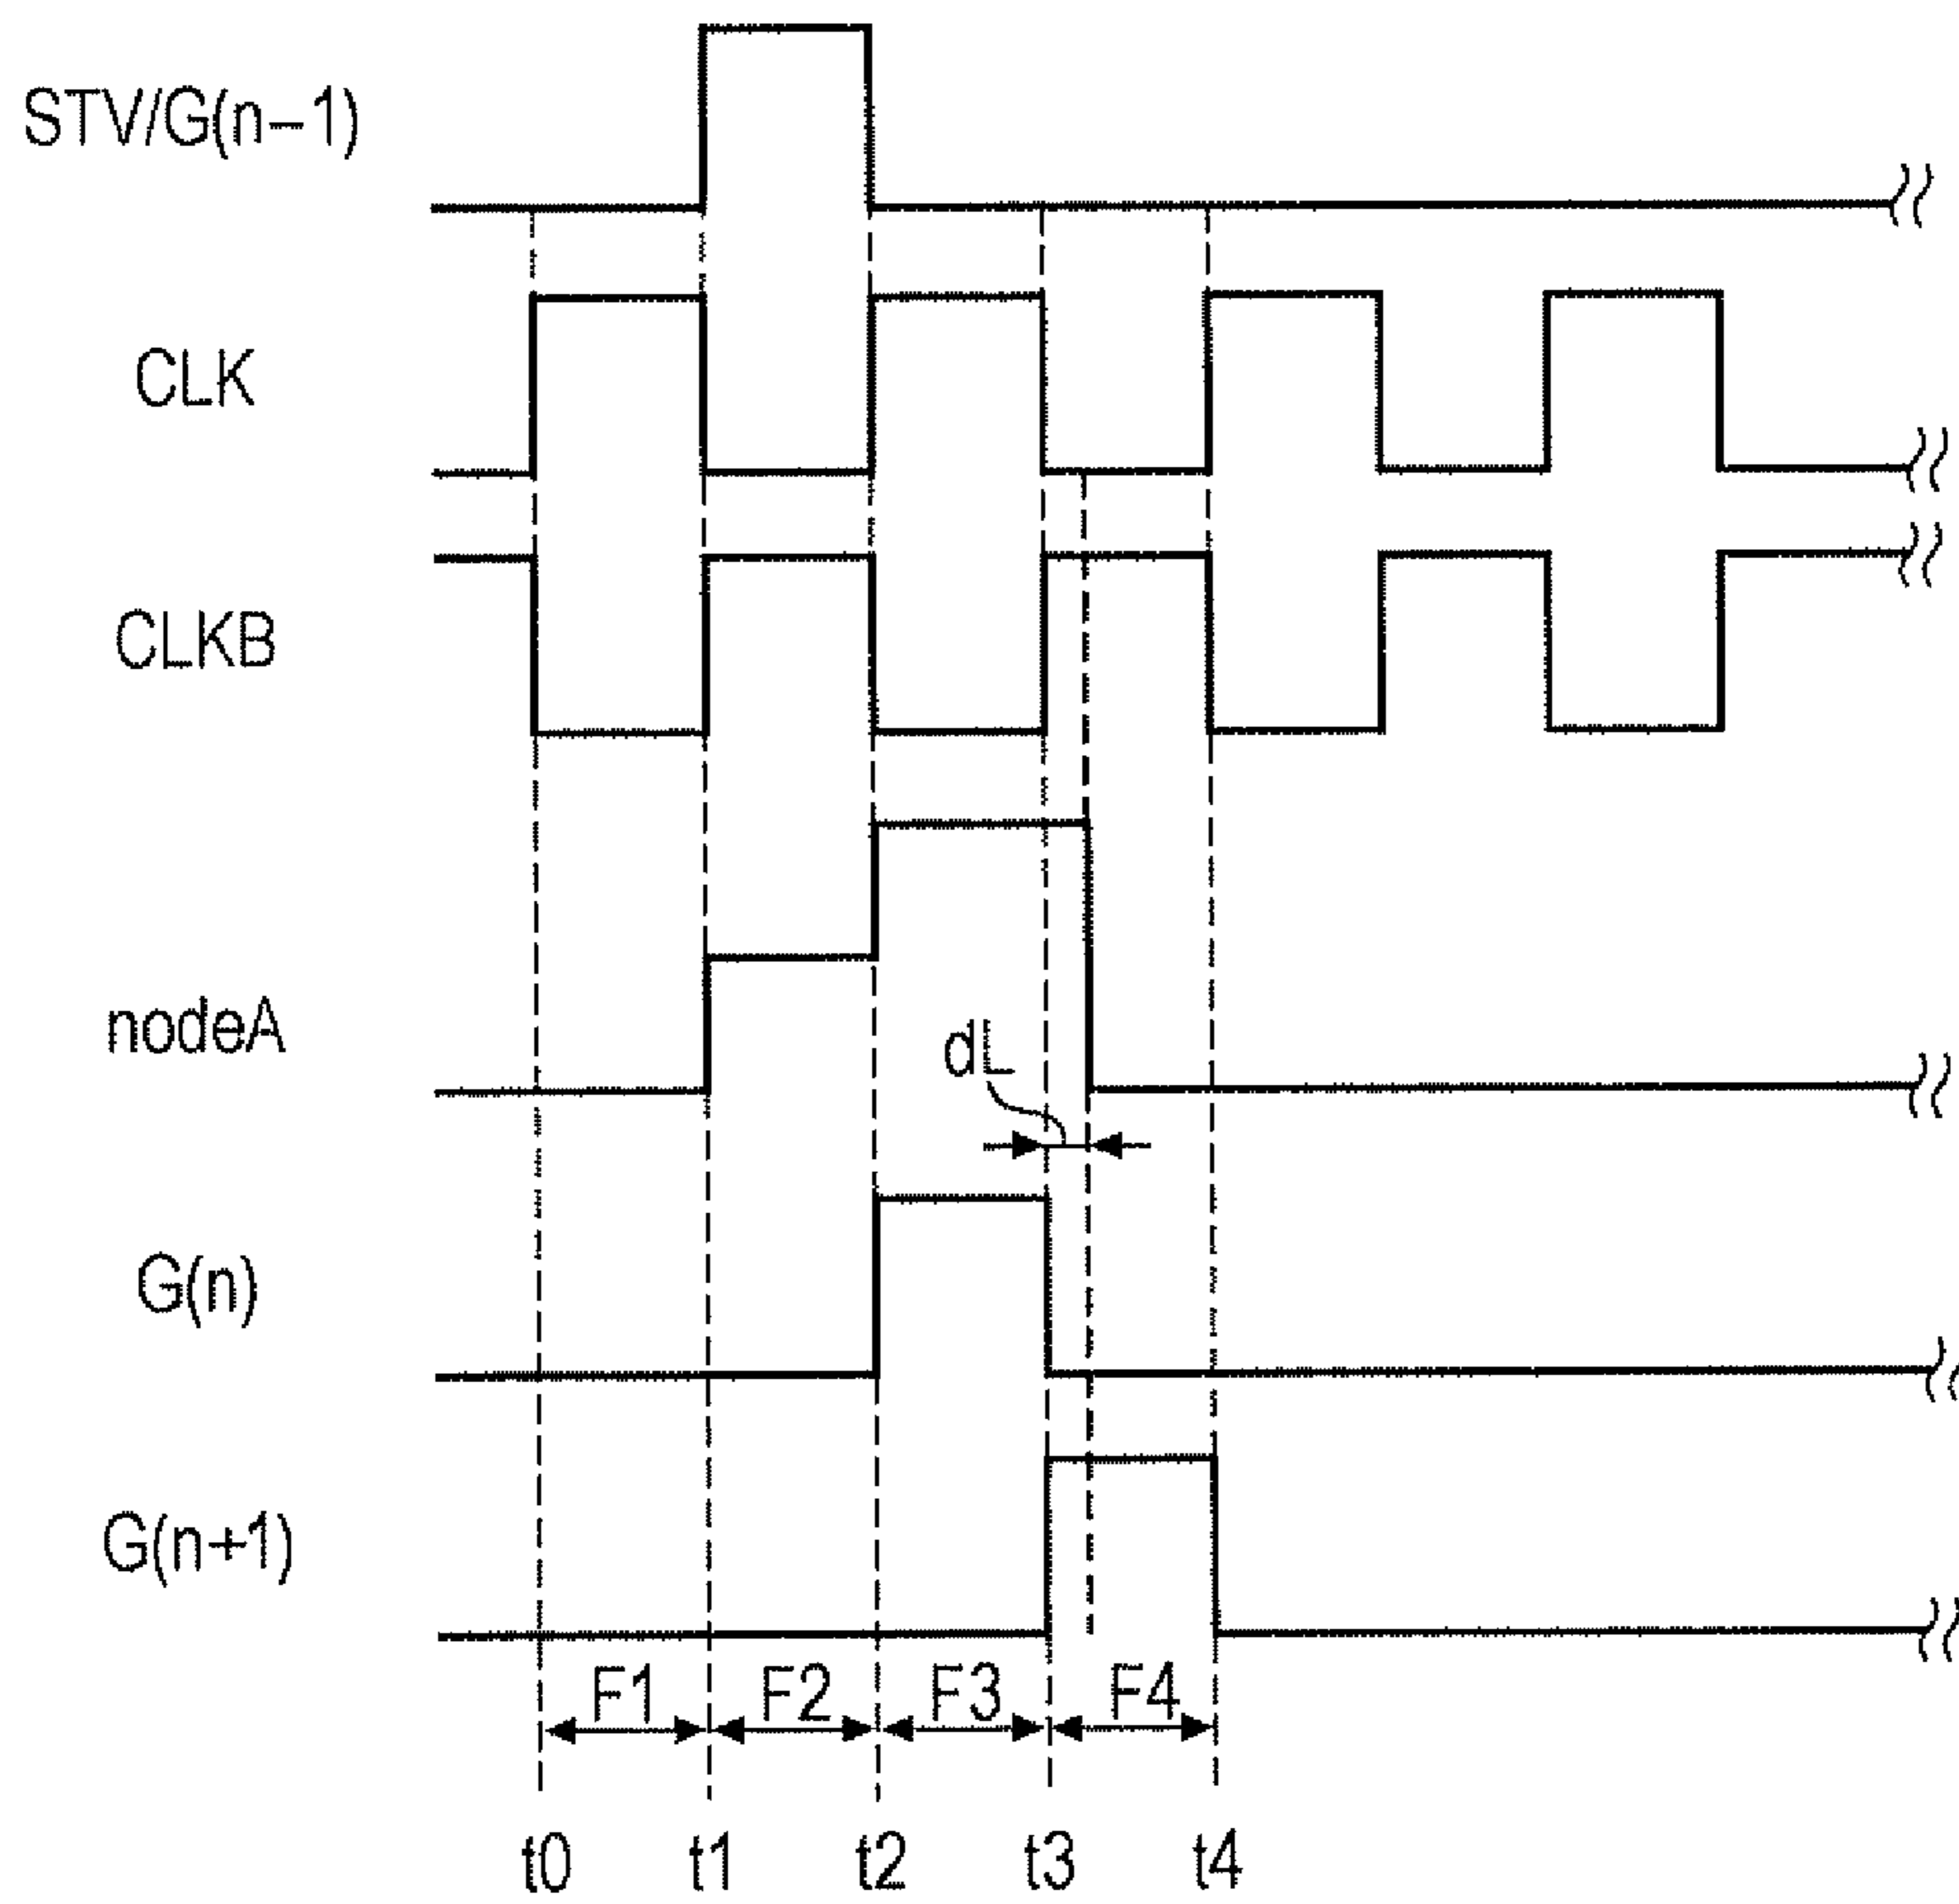 STV/G(n−1)
CLK
CLKB
nodeA
dL
G(n)
G(n+1)
F1 F2 F3 F4
t0 t1 t2 t3 t4